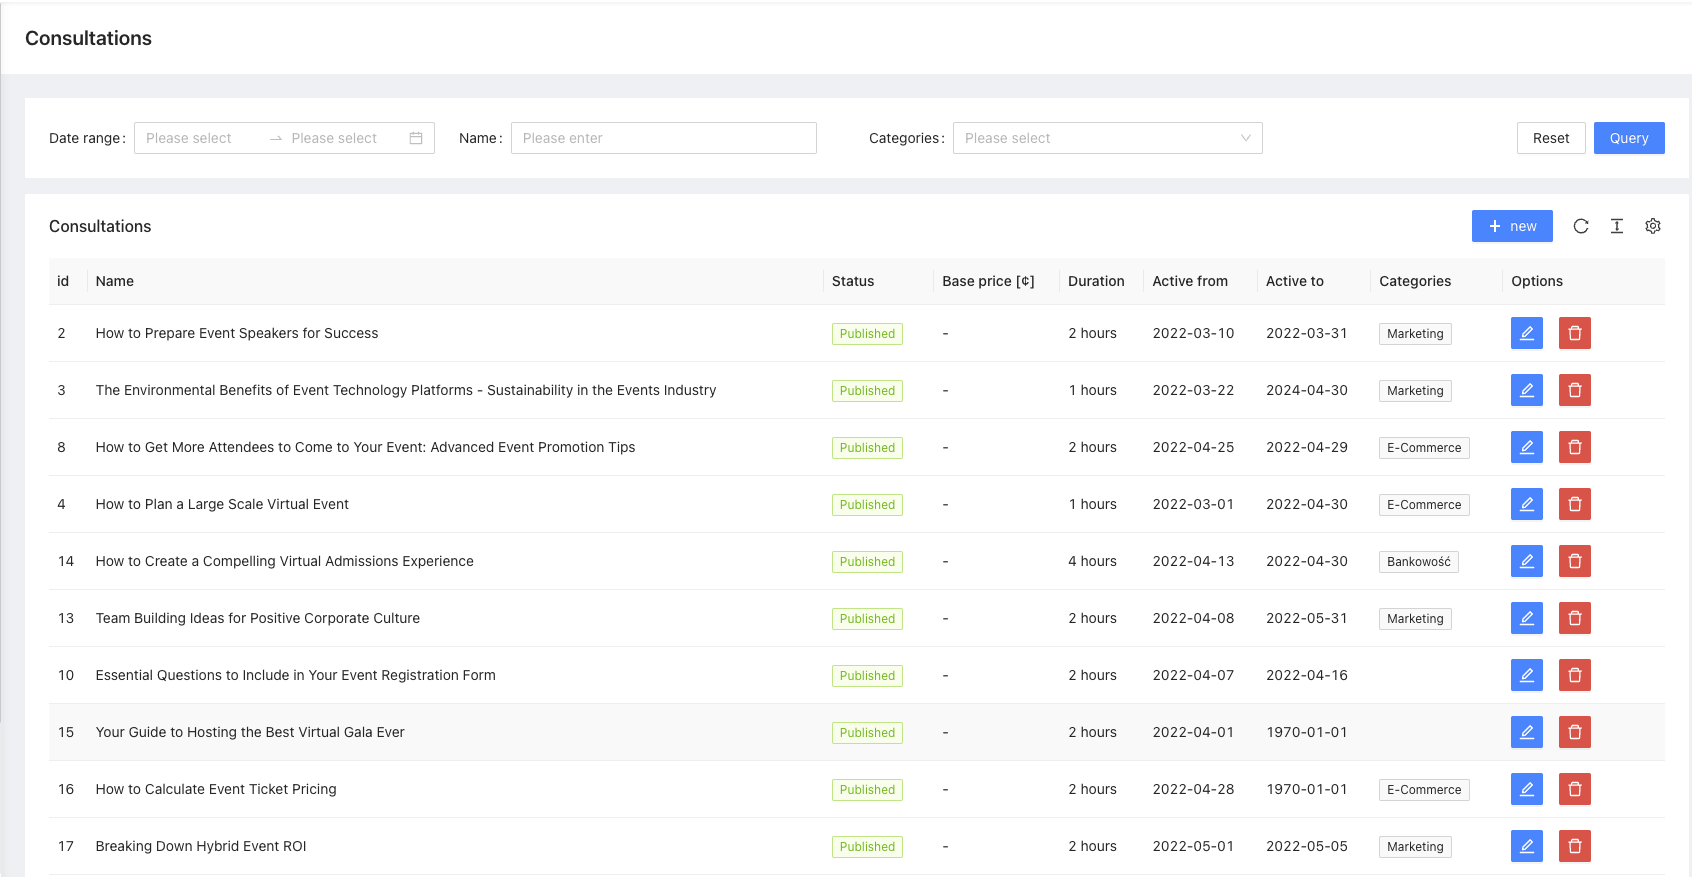 Consultations
Date range : Please select → Please select Name : Please enter Categories : Please select Reset Query
Consultations + new
id Name Status Base price [¢] Duration Active from Active to Categories Options
2 How to Prepare Event Speakers for Success Published - 2 hours 2022-03-10 2022-03-31 Marketing
3 The Environmental Benefits of Event Technology Platforms - Sustainability in the Events Industry Published - 1 hours 2022-03-22 2024-04-30 Marketing
8 How to Get More Attendees to Come to Your Event: Advanced Event Promotion Tips Published - 2 hours 2022-04-25 2022-04-29 E-Commerce
4 How to Plan a Large Scale Virtual Event Published - 1 hours 2022-03-01 2022-04-30 E-Commerce
14 How to Create a Compelling Virtual Admissions Experience Published - 4 hours 2022-04-13 2022-04-30 Bankowość
13 Team Building Ideas for Positive Corporate Culture Published - 2 hours 2022-04-08 2022-05-31 Marketing
10 Essential Questions to Include in Your Event Registration Form Published - 2 hours 2022-04-07 2022-04-16
15 Your Guide to Hosting the Best Virtual Gala Ever Published - 2 hours 2022-04-01 1970-01-01
16 How to Calculate Event Ticket Pricing Published - 2 hours 2022-04-28 1970-01-01 E-Commerce
17 Breaking Down Hybrid Event ROI Published - 2 hours 2022-05-01 2022-05-05 Marketing